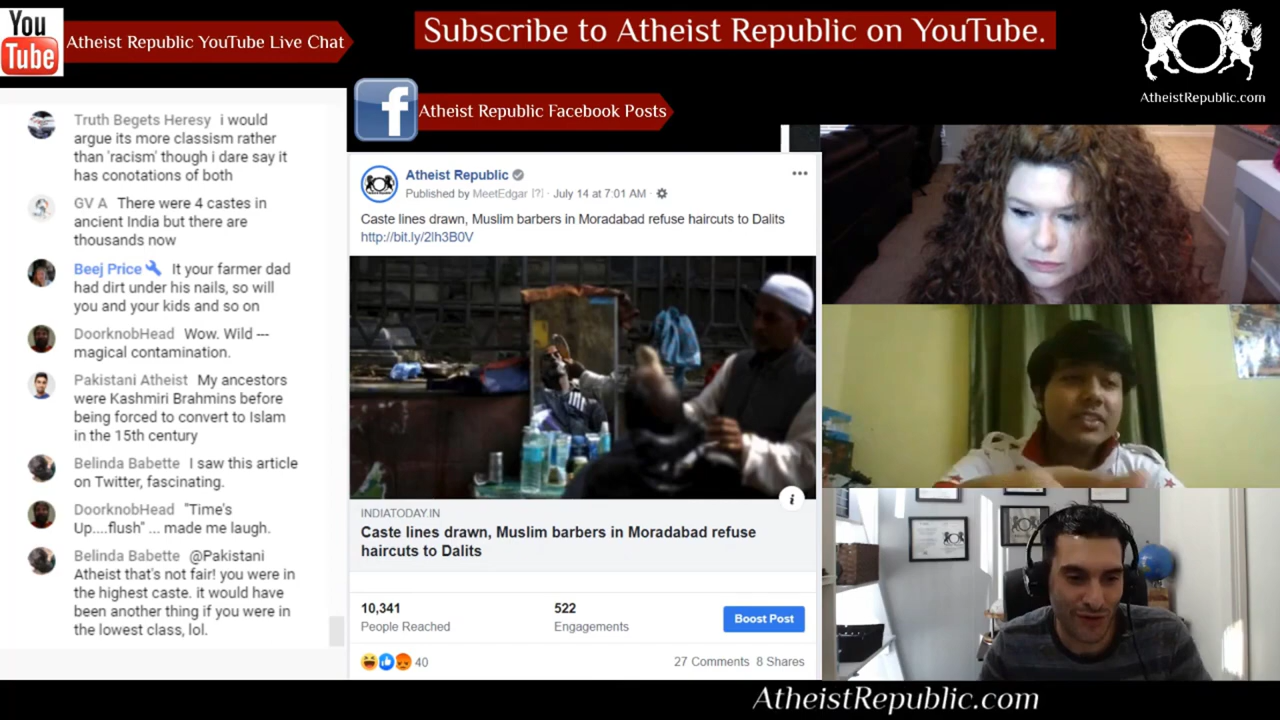 You
Tube
Atheist Republic YouTube Live Chat
Subscribe to Atheist Republic on YouTube.
AtheistRepublic.com
f
Atheist Republic Facebook Posts
Truth Begets Heresy i would
argue its more classism rather
than 'racism' though i dare say it
has conotations of both
GV A There were 4 castes in
ancient India but there are
thousands now
Beej Price It your farmer dad
had dirt under his nails, so will
you and your kids and so on
DoorknobHead Wow. Wild ---
magical contamination.
Pakistani Atheist My ancestors
were Kashmiri Brahmins before
being forced to convert to Islam
in the 15th century
Belinda Babette I saw this article
on Twitter, fascinating.
DoorknobHead "Time's
Up....flush" ... made me laugh.
Belinda Babette @Pakistani
Atheist that's not fair! you were in
the highest caste. it would have
been another thing if you were in
the lowest class, lol.
Atheist Republic
Published by MeetEdgar [?] · July 14 at 7:01 AM ·
Caste lines drawn, Muslim barbers in Moradabad refuse haircuts to Dalits
http://bit.ly/2lh3B0V
INDIATODAY.IN
Caste lines drawn, Muslim barbers in Moradabad refuse
haircuts to Dalits
10,341
People Reached
522
Engagements
Boost Post
40
27 Comments 8 Shares
AtheistRepublic.com